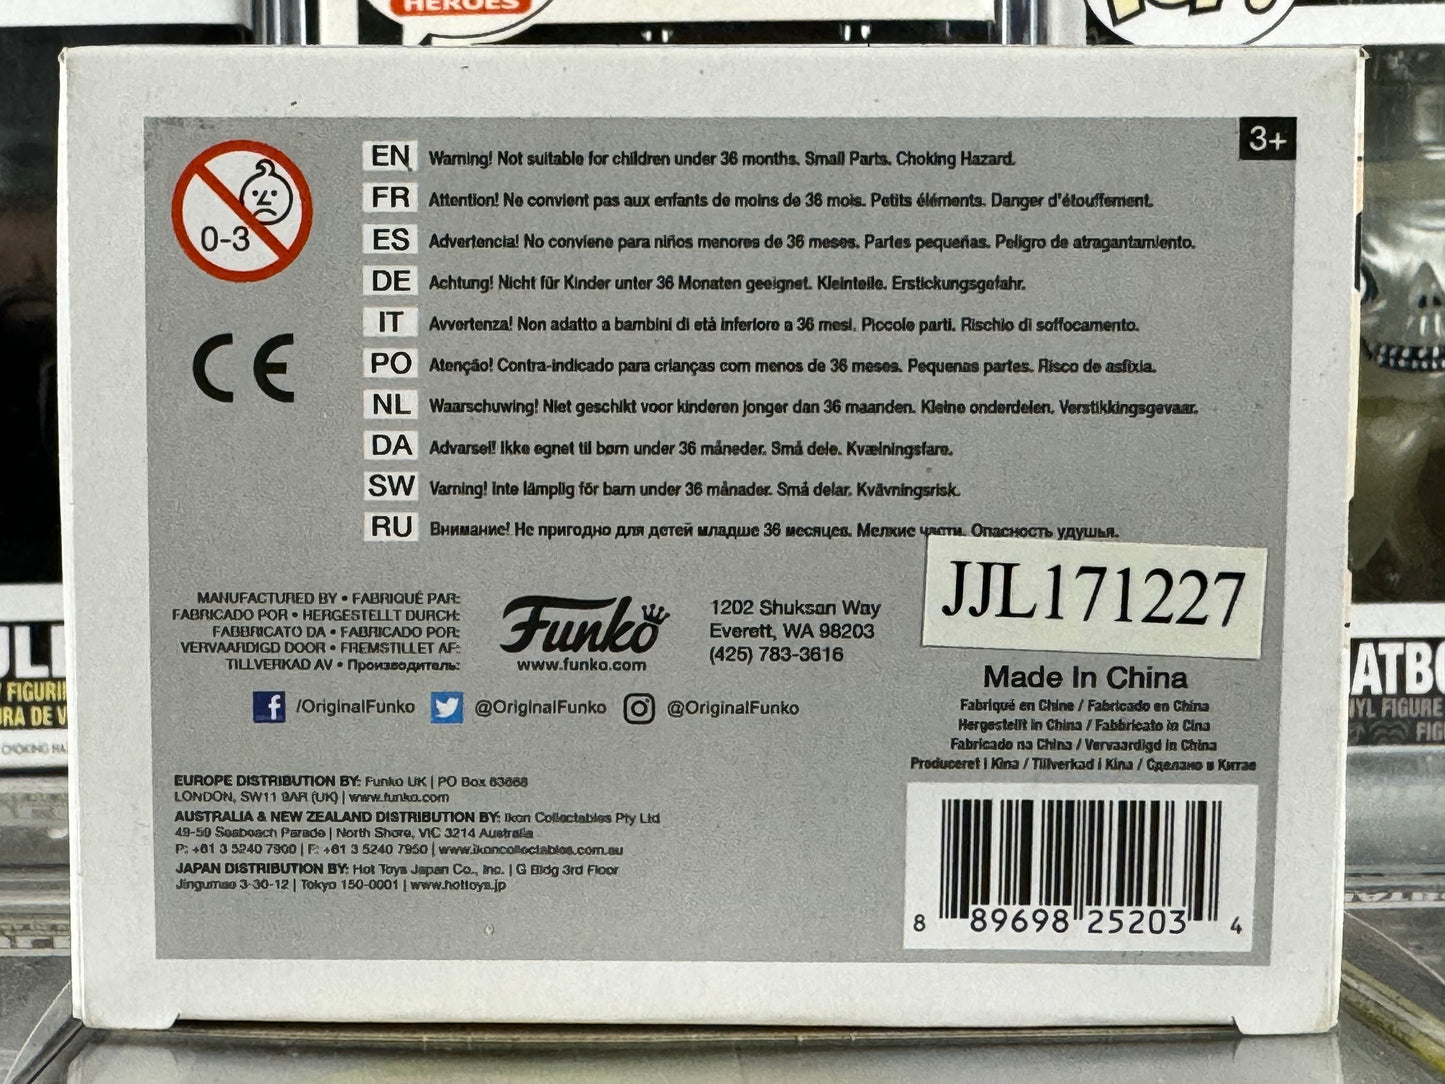 HEROES
3+
0-3
CE
EN Warning! Not suitable for children under 36 months. Small Parts. Choking Hazard.
FR Attention! Ne convient pas aux enfants de moins de 36 mois. Petits éléments. Danger d'étouffement.
ES Advertencia! No conviene para niños menores de 36 meses. Partes pequeñas. Peligro de atragantamiento.
DE Achtung! Nicht für Kinder unter 36 Monaten geeignet. Kleinteile. Erstickungsgefahr.
IT Avvertenza! Non adatto a bambini di età inferiore a 36 mesi. Piccole parti. Rischio di soffocamento.
PO Atenção! Contra-indicado para crianças com menos de 36 meses. Pequenas partes. Risco de asfixia.
NL Waarschuwing! Niet geschikt voor kinderen jonger dan 36 maanden. Kleine onderdelen. Verstikkingsgevaar.
DA Advarsel! Ikke egnet til børn under 36 måneder. Små dele. Kvælningsfare.
SW Varning! Inte lämplig för barn under 36 månader. Små delar. Kvävningsrisk.
RU Внимание! Не пригодно для детей младше 36 месяцев. Мелкие части. Опасность удушья.
JJL171227
MANUFACTURED BY • FABRIQUÉ PAR:
FABRICADO POR • HERGESTELLT DURCH:
FABBRICATO DA • FABRICADO POR:
VERVAARDIGD DOOR • FREMSTILLET AF:
TILLVERKAD AV • Производитель:
Funko
www.funko.com
1202 Shuksan Way
Everett, WA 98203
(425) 783-3616
/OriginalFunko @OriginalFunko @OriginalFunko
Made In China
Fabriqué en Chine / Fabricado en China
Hergestellt in China / Fabbricato in Cina
Fabricado na China / Vervaardigd in China
Produceret i Kina / Tillverkad i Kina / Сделано в Китае
EUROPE DISTRIBUTION BY: Funko UK | PO Box 63868
LONDON, SW11 9AR (UK) | www.funko.com
AUSTRALIA & NEW ZEALAND DISTRIBUTION BY: Ikon Collectables Pty Ltd
49-59 Seabeach Parade | North Shore, VIC 3214 Australia
P: +61 3 5240 7900 | F: +61 3 5240 7950 | www.ikoncollectables.com.au
JAPAN DISTRIBUTION BY: Hot Toys Japan Co., Inc. | G Bldg 3rd Floor
Jingumae 3-30-12 | Tokyo 150-0001 | www.hottoys.jp
8 89698 25203 4